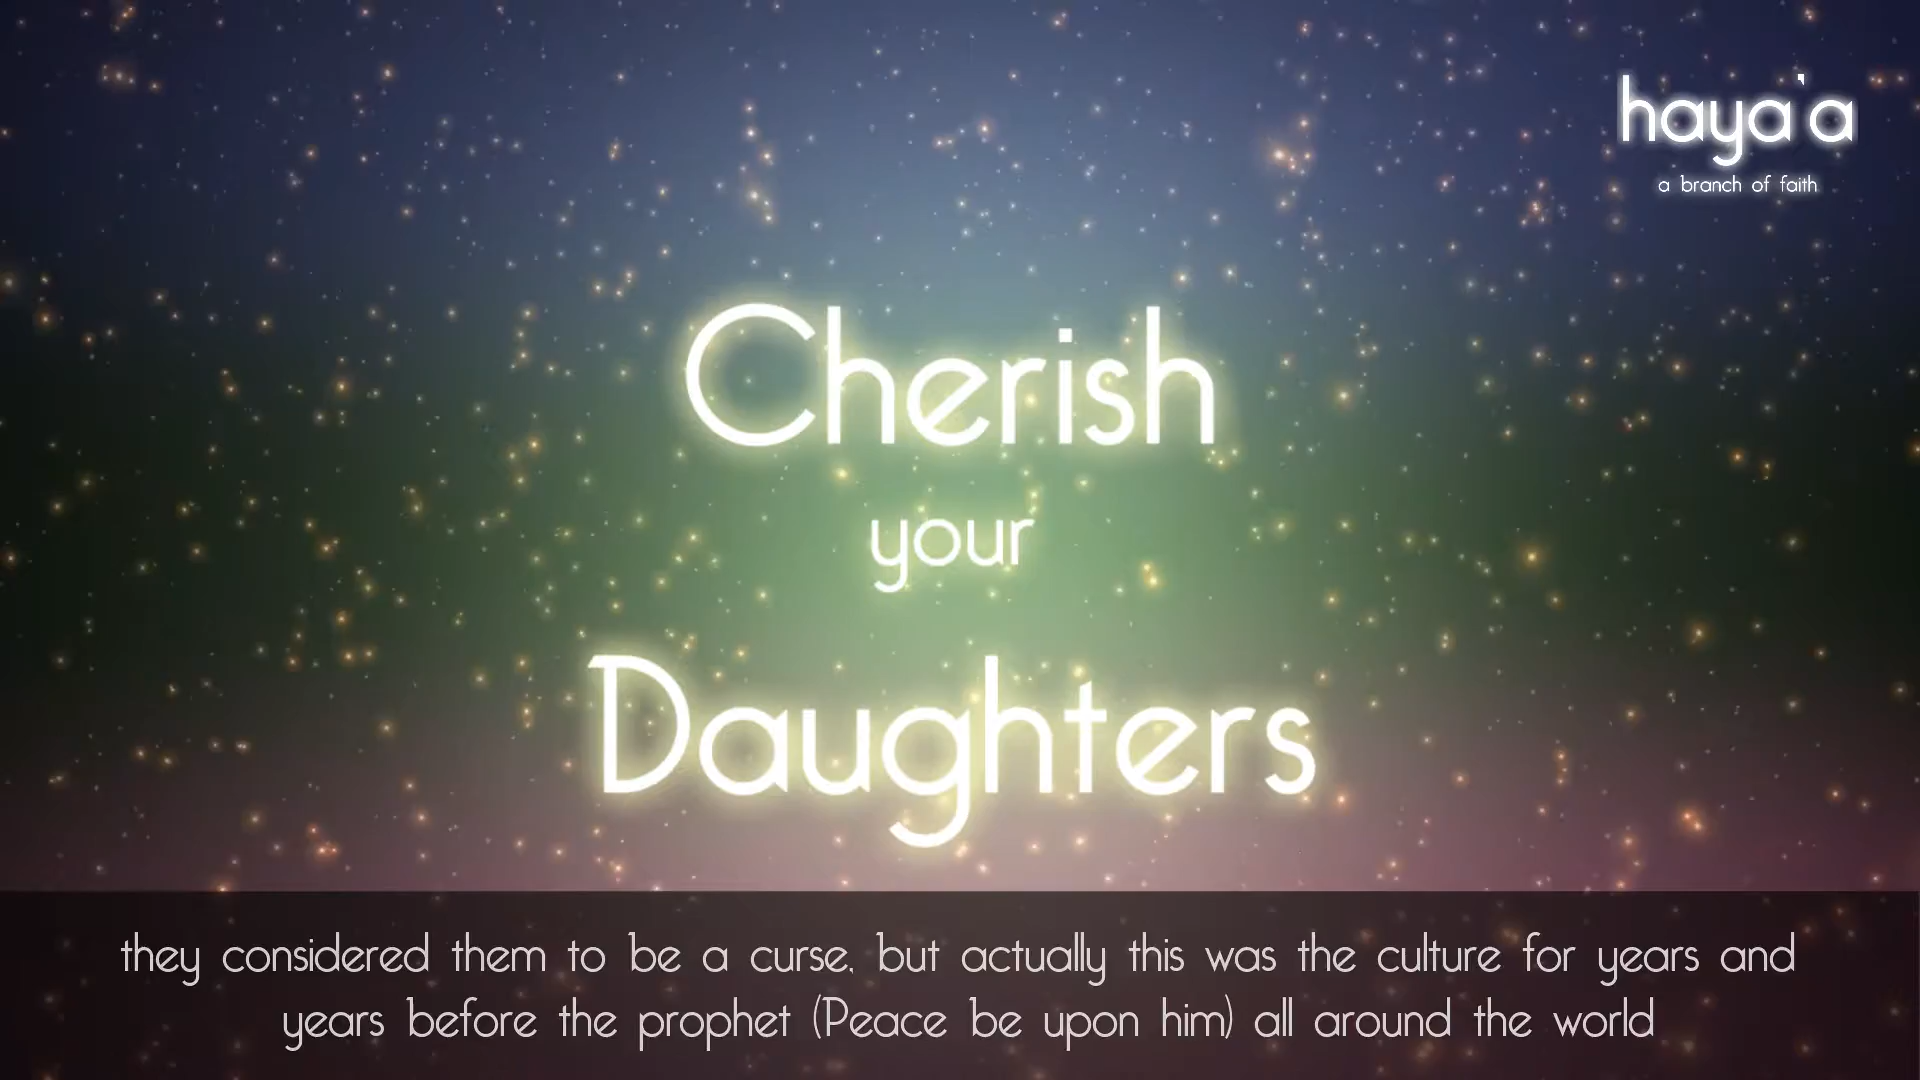 haya'a
a branch of faith
Cherish
your
Daughters
they considered them to be a curse, but actually this was the culture for years and
years before the prophet (Peace be upon him) all around the world